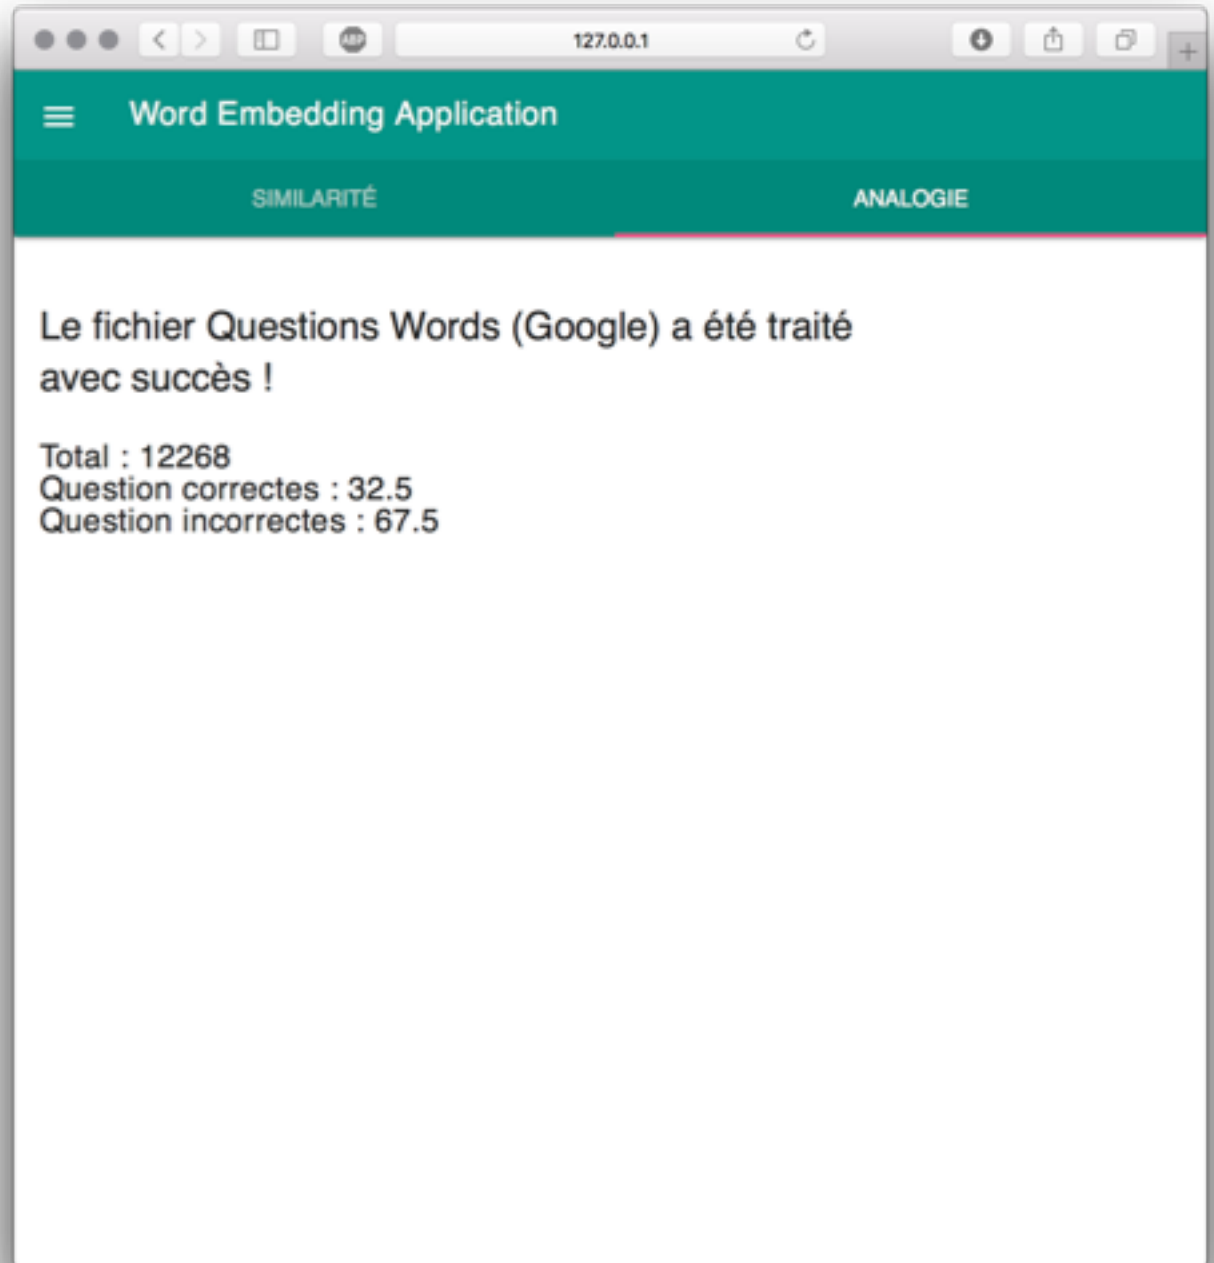 ABP
127.0.0.1
Word Embedding Application
SIMILARITÉ
ANALOGIE
Le fichier Questions Words (Google) a été traité
avec succès !
Total : 12268
Question correctes : 32.5
Question incorrectes : 67.5